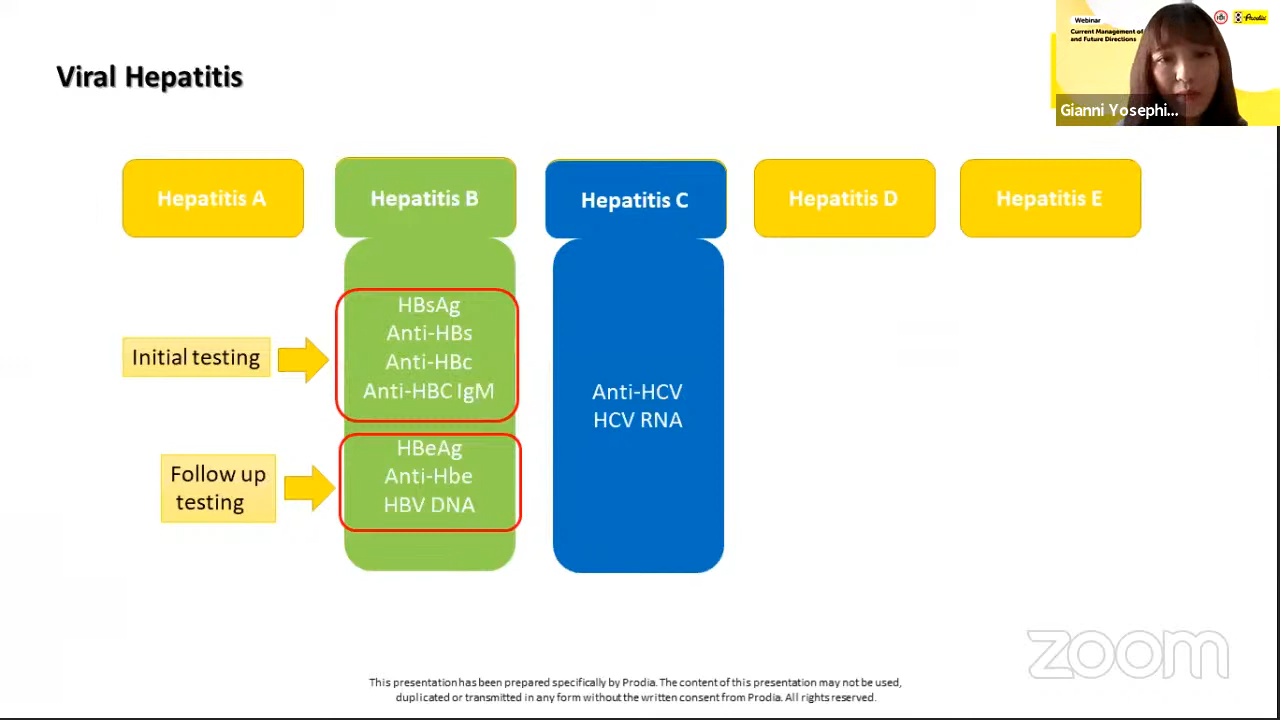 Webinar
Current Management of
and Future Directions
Prodia
Gianni Yosephi...
Viral Hepatitis
Hepatitis A
Hepatitis B
Hepatitis C
Hepatitis D
Hepatitis E
Initial testing
HBsAg
Anti-HBs
Anti-HBc
Anti-HBC IgM
Follow up
testing
HBeAg
Anti-Hbe
HBV DNA
Anti-HCV
HCV RNA
zoom
This presentation has been prepared specifically by Prodia. The content of this presentation may not be used,
duplicated or transmitted in any form without the written consent from Prodia. All rights reserved.